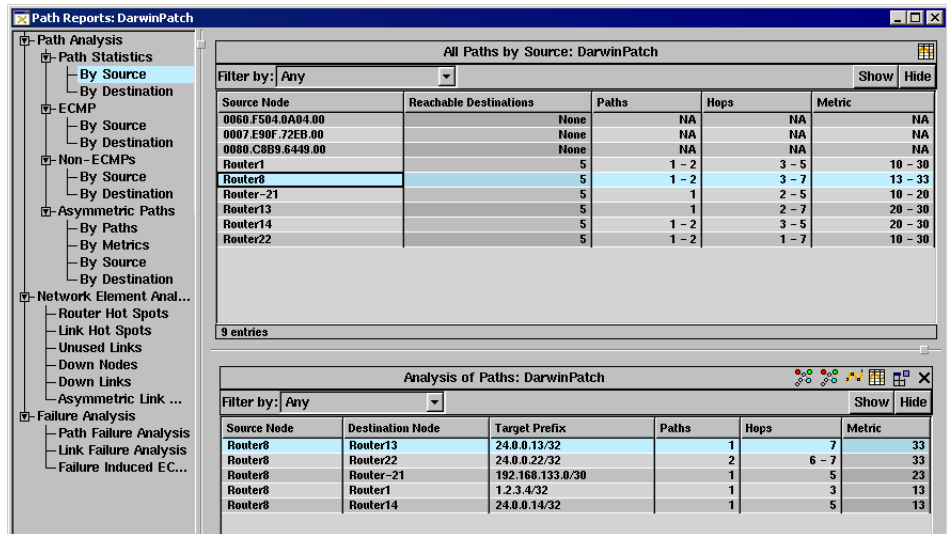 Path Reports: DarwinPatch
Path Analysis
Path Statistics
By Source
By Destination
ECMP
By Source
By Destination
Non-ECMPs
By Source
By Destination
Asymmetric Paths
By Paths
By Metrics
By Source
By Destination
Network Element Anal...
Router Hot Spots
Link Hot Spots
Unused Links
Down Nodes
Down Links
Asymmetric Link ...
Failure Analysis
Path Failure Analysis
Link Failure Analysis
Failure Induced EC...
All Paths by Source: DarwinPatch
Filter by: Any Show Hide
Source Node Reachable Destinations Paths Hops Metric
0060.F504.0A04.00 None NA NA NA
0007.E90F.72EB.00 None NA NA NA
0080.C8B9.6449.00 None NA NA NA
Router1 5 1 - 2 3 - 5 10 - 30
Router8 5 1 - 2 3 - 7 13 - 33
Router-21 5 1 2 - 5 10 - 20
Router13 5 1 2 - 7 20 - 30
Router14 5 1 - 2 3 - 5 20 - 30
Router22 5 1 - 2 1 - 7 10 - 30
9 entries
Analysis of Paths: DarwinPatch
Filter by: Any Show Hide
Source Node Destination Node Target Prefix Paths Hops Metric
Router8 Router13 24.0.0.13/32 1 7 33
Router8 Router22 24.0.0.22/32 2 6 - 7 33
Router8 Router-21 192.168.133.0/30 1 5 23
Router8 Router1 1.2.3.4/32 1 3 13
Router8 Router14 24.0.0.14/32 1 5 13